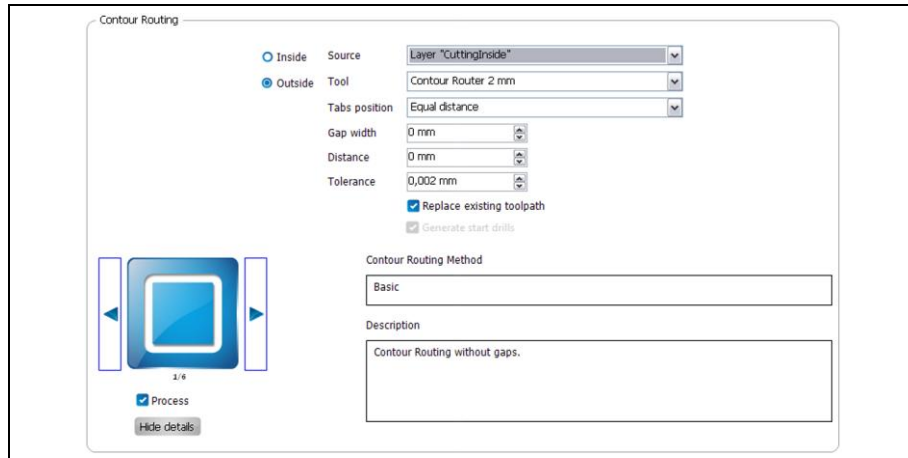 Contour Routing
Inside Source Layer "CuttingInside"
Outside Tool Contour Router 2 mm
Tabs position Equal distance
Gap width 0 mm
Distance 0 mm
Tolerance 0,002 mm
Replace existing toolpath
Generate start drills
Contour Routing Method
Basic
Description
Contour Routing without gaps.
1/6
Process
Hide details